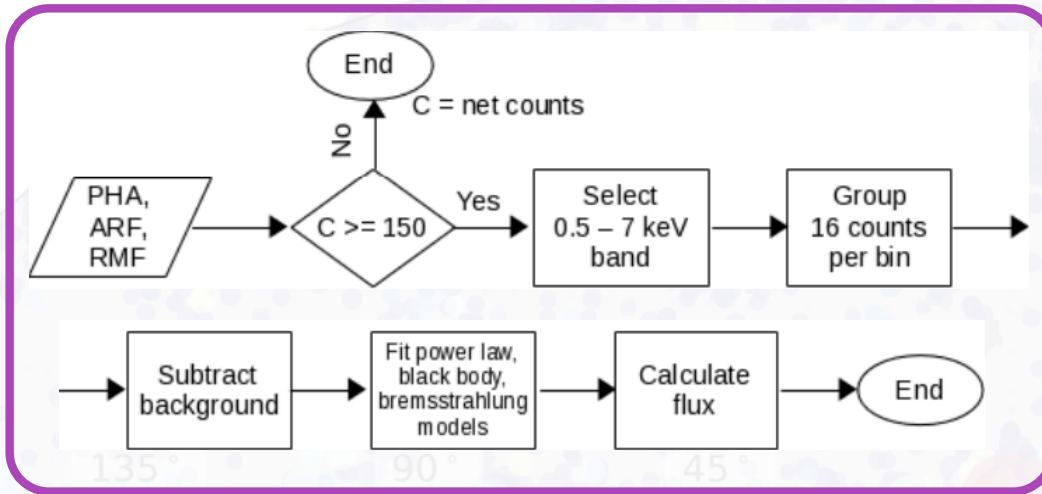 End
C = net counts
No
PHA,
ARF,
RMF
C >= 150
Yes
Select
0.5 – 7 keV
band
Group
16 counts
per bin
Subtract
background
Fit power law,
black body,
bremsstrahlung
models
Calculate
flux
End
135°
90°
45°